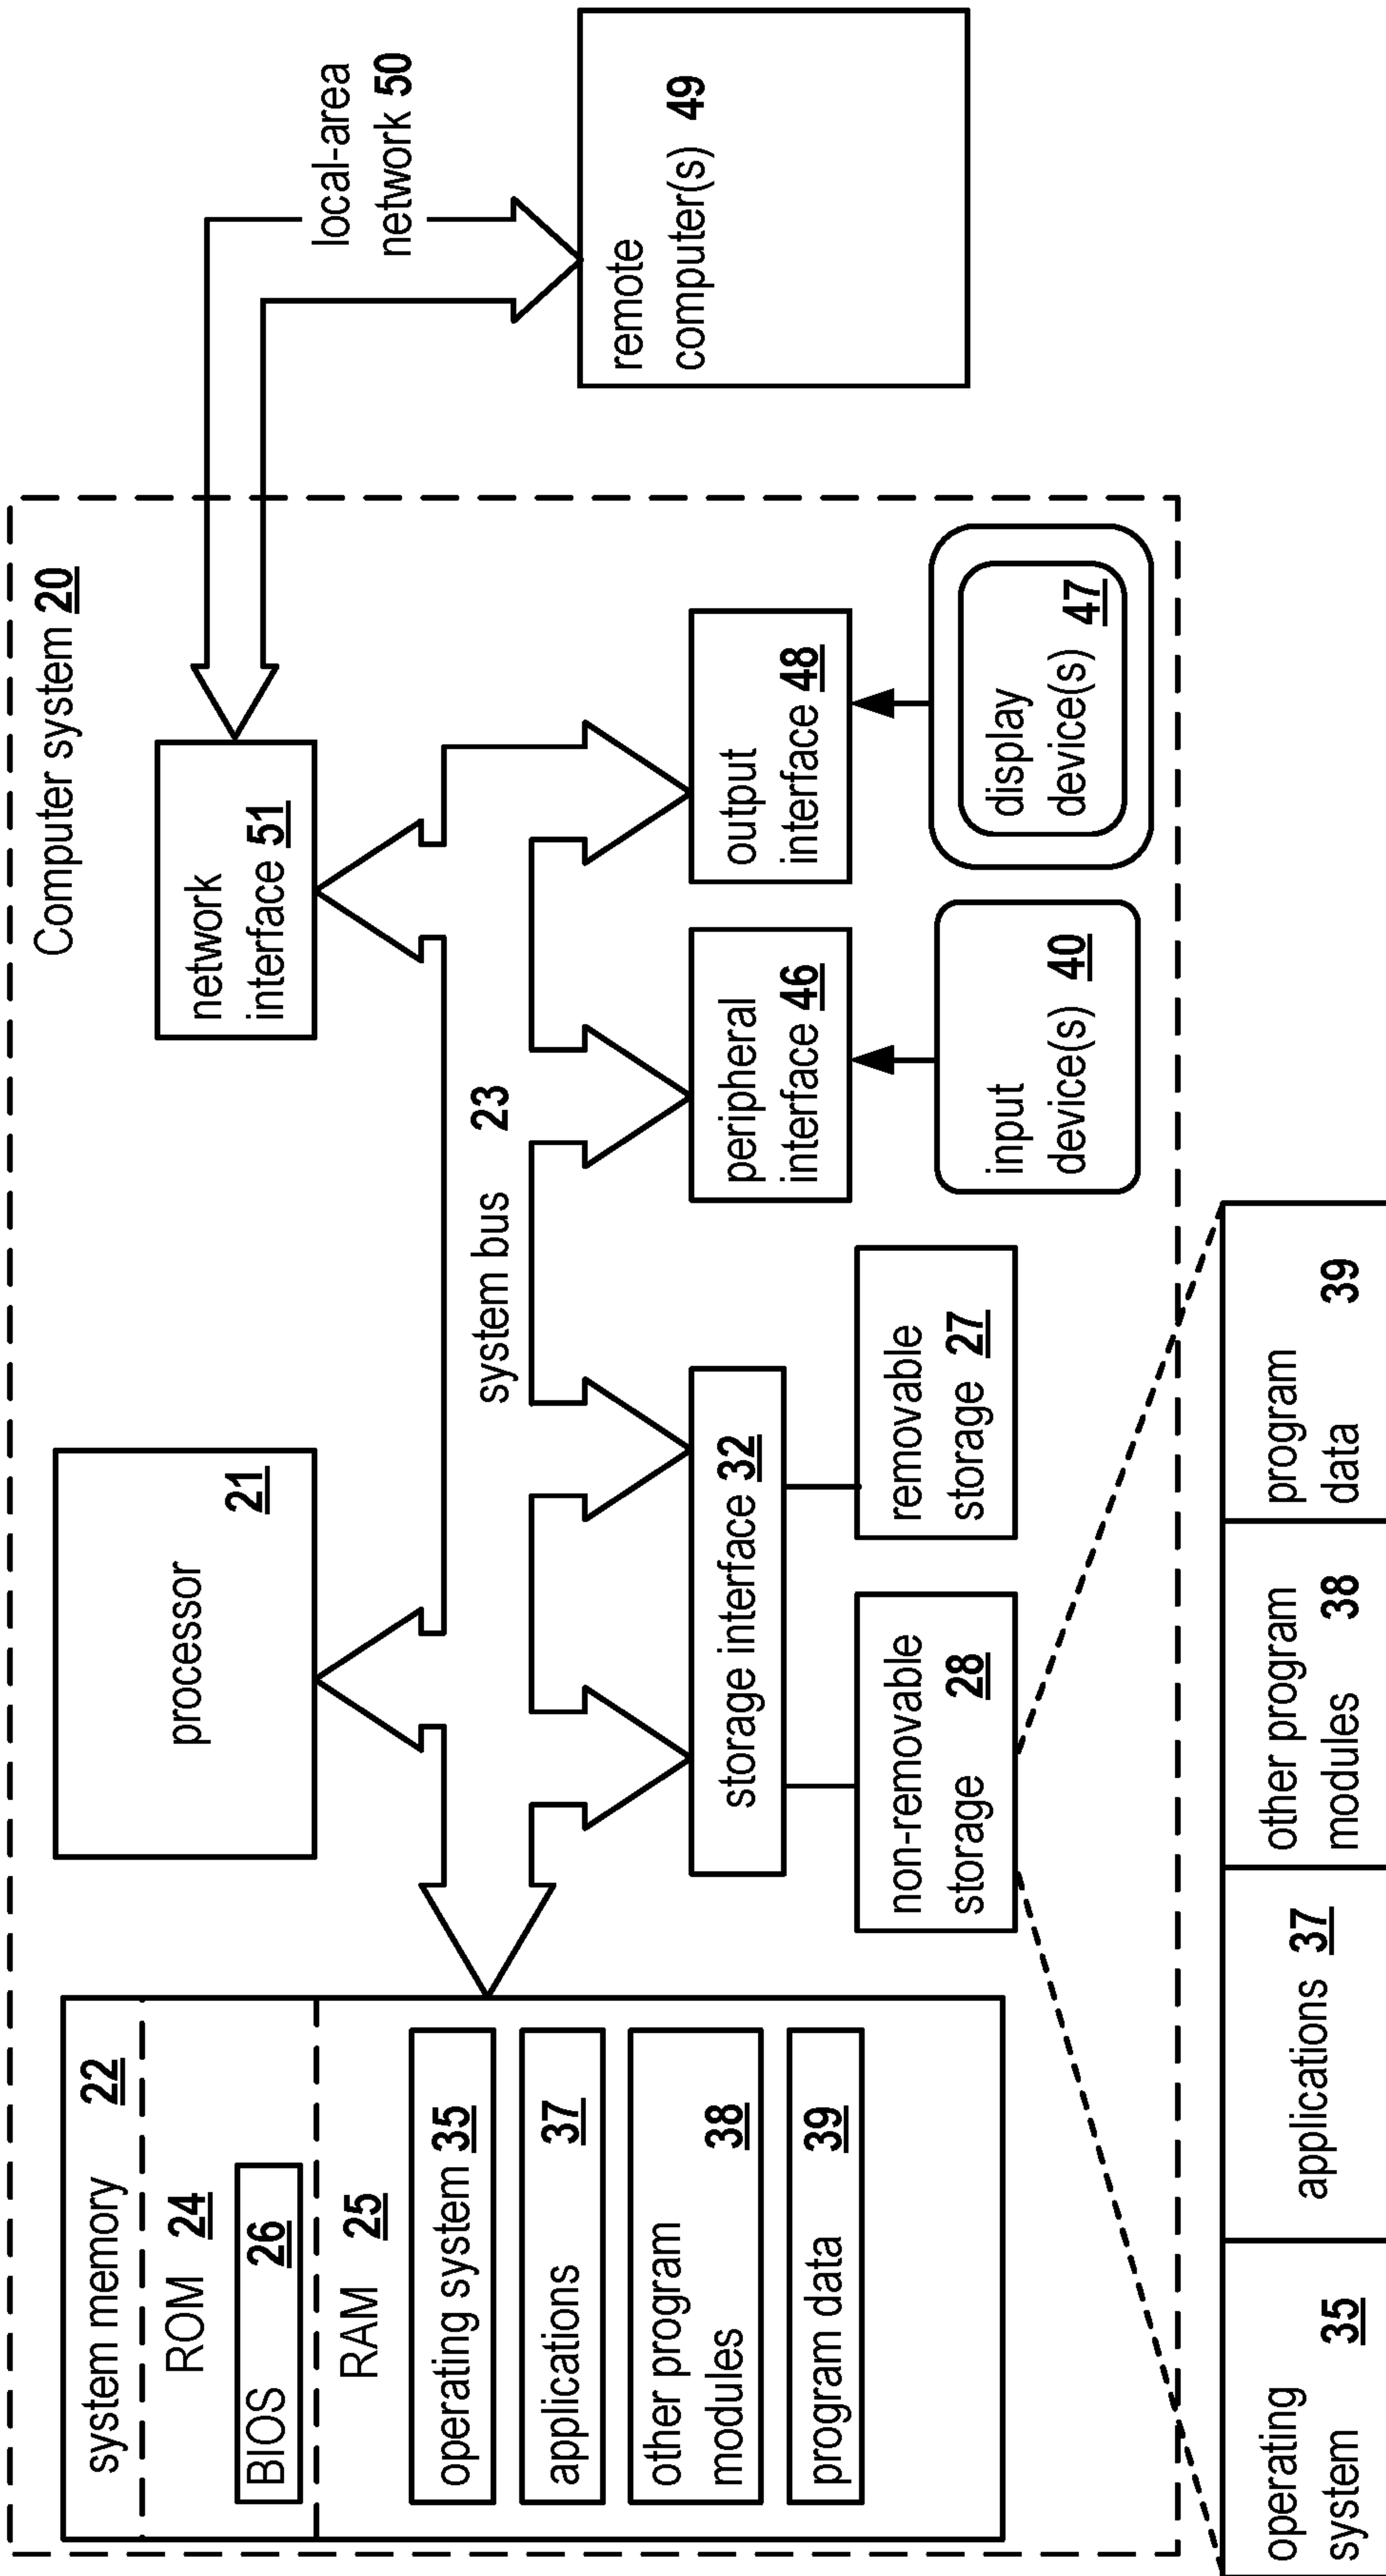 Computer system 20
system memory 22
ROM 24
BIOS 26
RAM 25
operating system 35
applications 37
other program
modules 38
program data 39
processor 21
network
interface 51
system bus 23
storage interface 32
non-removable
storage 28
removable
storage 27
peripheral
interface 46
output
interface 48
input
device(s) 40
display
device(s) 47
local-area
network 50
remote
computer(s) 49
operating
system 35
applications 37
other program
modules 38
program
data 39